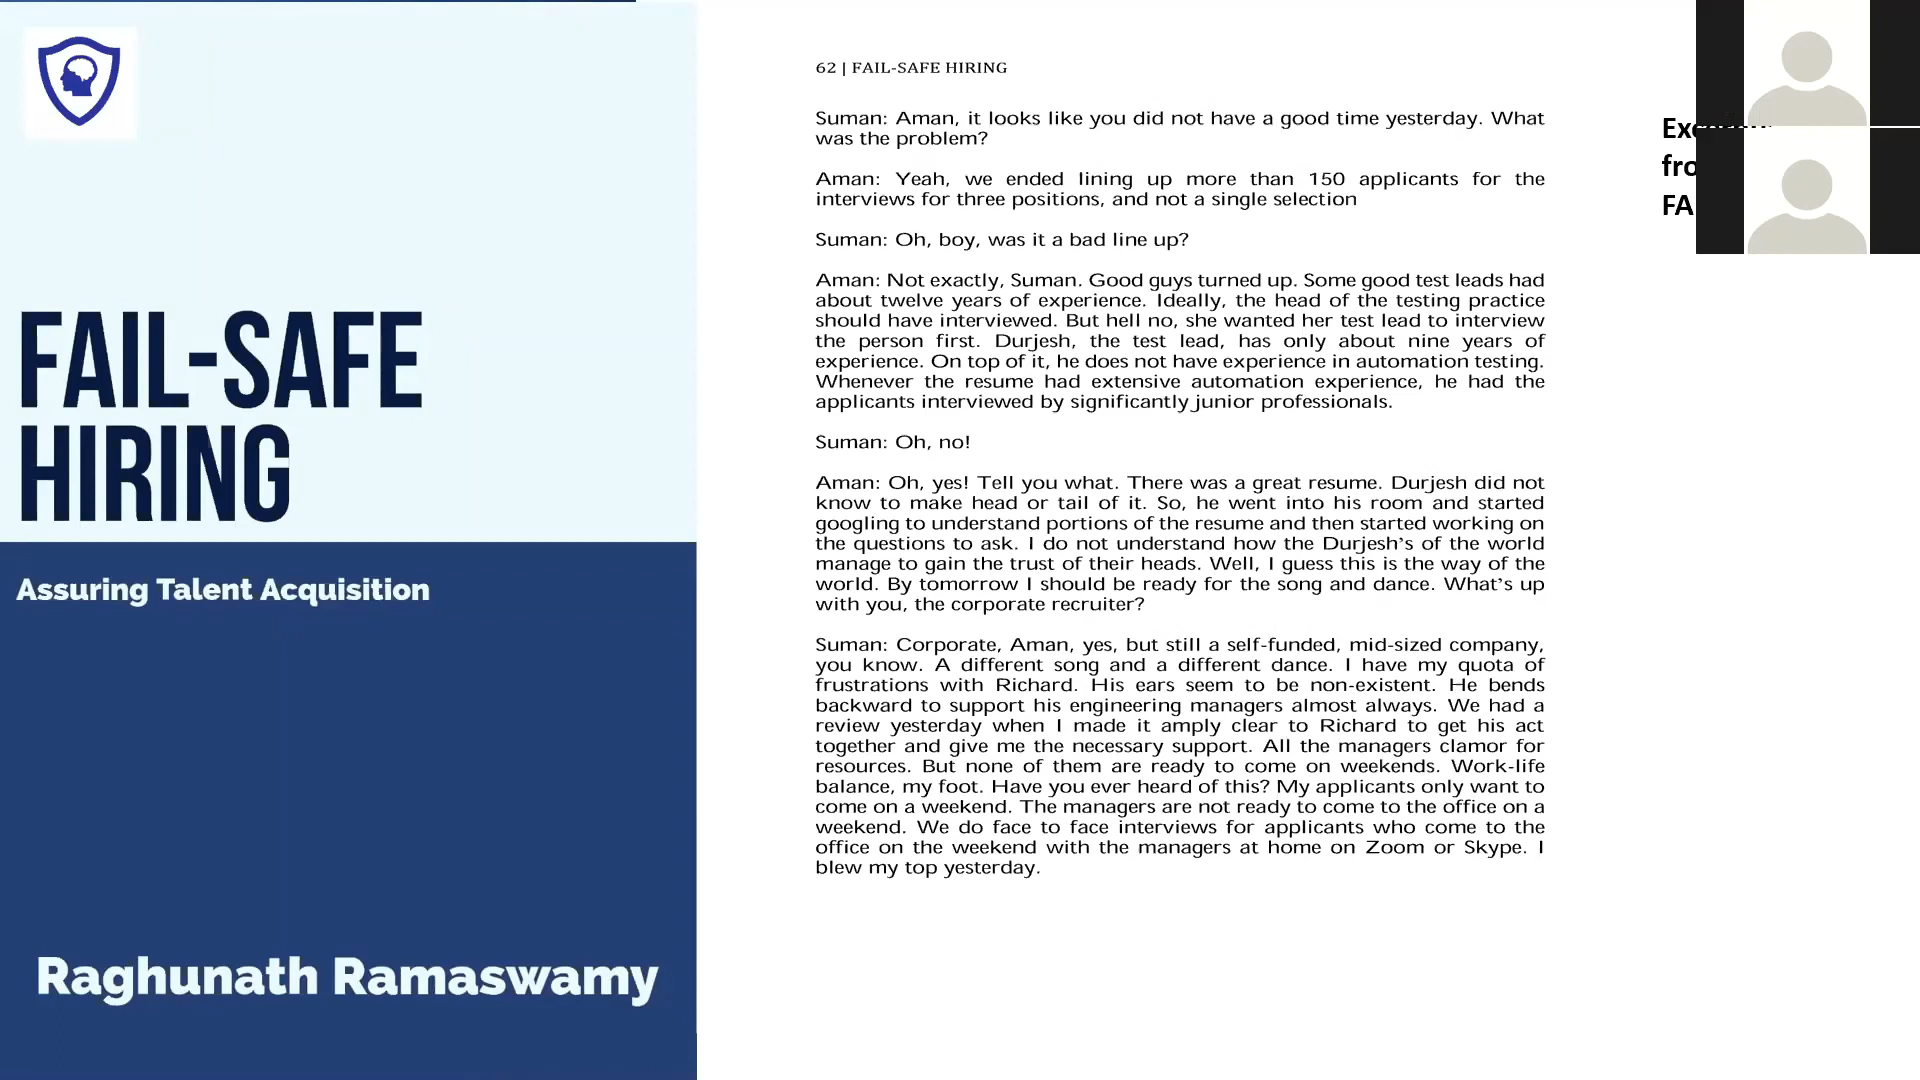 FAIL-SAFE
HIRING
Assuring Talent Acquisition
Raghunath Ramaswamy
62 | FAIL-SAFE HIRING
Suman: Aman, it looks like you did not have a good time yesterday. What
was the problem?
Aman: Yeah, we ended lining up more than 150 applicants for the
interviews for three positions, and not a single selection
Suman: Oh, boy, was it a bad line up?
Aman: Not exactly, Suman. Good guys turned up. Some good test leads had
about twelve years of experience. Ideally, the head of the testing practice
should have interviewed. But hell no, she wanted her test lead to interview
the person first. Durjesh, the test lead, has only about nine years of
experience. On top of it, he does not have experience in automation testing.
Whenever the resume had extensive automation experience, he had the
applicants interviewed by significantly junior professionals.
Suman: Oh, no!
Aman: Oh, yes! Tell you what. There was a great resume. Durjesh did not
know to make head or tail of it. So, he went into his room and started
googling to understand portions of the resume and then started working on
the questions to ask. I do not understand how the Durjesh’s of the world
manage to gain the trust of their heads. Well, I guess this is the way of the
world. By tomorrow I should be ready for the song and dance. What’s up
with you, the corporate recruiter?
Suman: Corporate, Aman, yes, but still a self-funded, mid-sized company,
you know. A different song and a different dance. I have my quota of
frustrations with Richard. His ears seem to be non-existent. He bends
backward to support his engineering managers almost always. We had a
review yesterday when I made it amply clear to Richard to get his act
together and give me the necessary support. All the managers clamor for
resources. But none of them are ready to come on weekends. Work-life
balance, my foot. Have you ever heard of this? My applicants only want to
come on a weekend. The managers are not ready to come to the office on a
weekend. We do face to face interviews for applicants who come to the
office on the weekend with the managers at home on Zoom or Skype. I
blew my top yesterday.